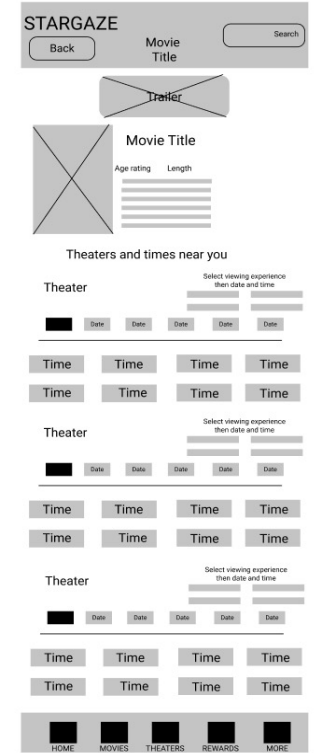 STARGAZE
Back
Movie
Title
Search
Trailer
Movie Title
Age rating Length
Theaters and times near you
Theater
Select viewing experience
then date and time
Date Date Date Date Date
Time Time Time Time
Time Time Time Time
Theater
Select viewing experience
then date and time
Date Date Date Date Date
Time Time Time Time
Time Time Time Time
Theater
Select viewing experience
then date and time
Date Date Date Date Date
Time Time Time Time
Time Time Time Time
HOME MOVIES THEATERS REWARDS MORE